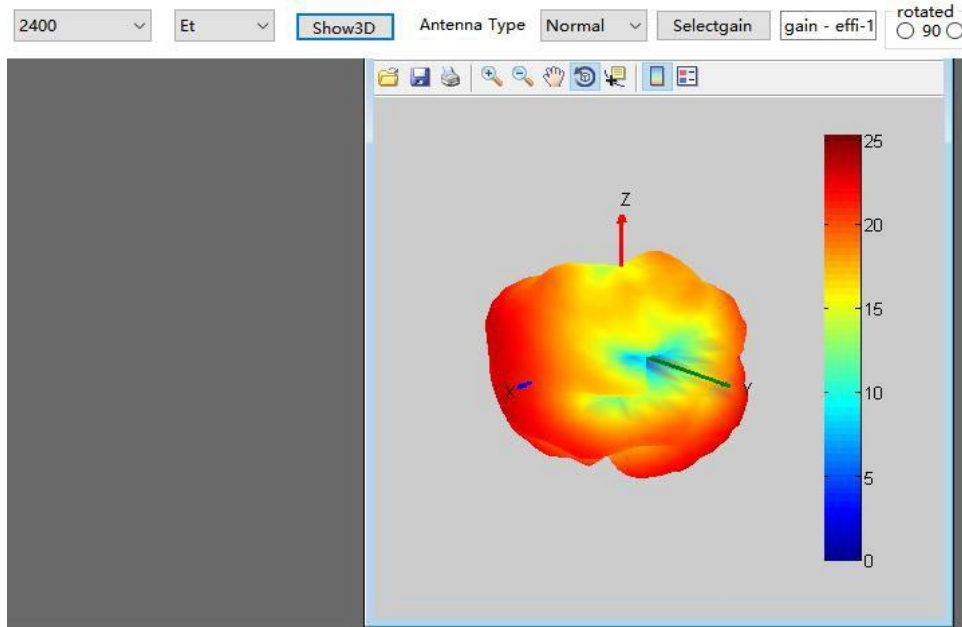 2400 Et Show3D Antenna Type Normal Selectgain gain - effi-1 rotated 90
Z
X
Y
25
20
15
10
5
0